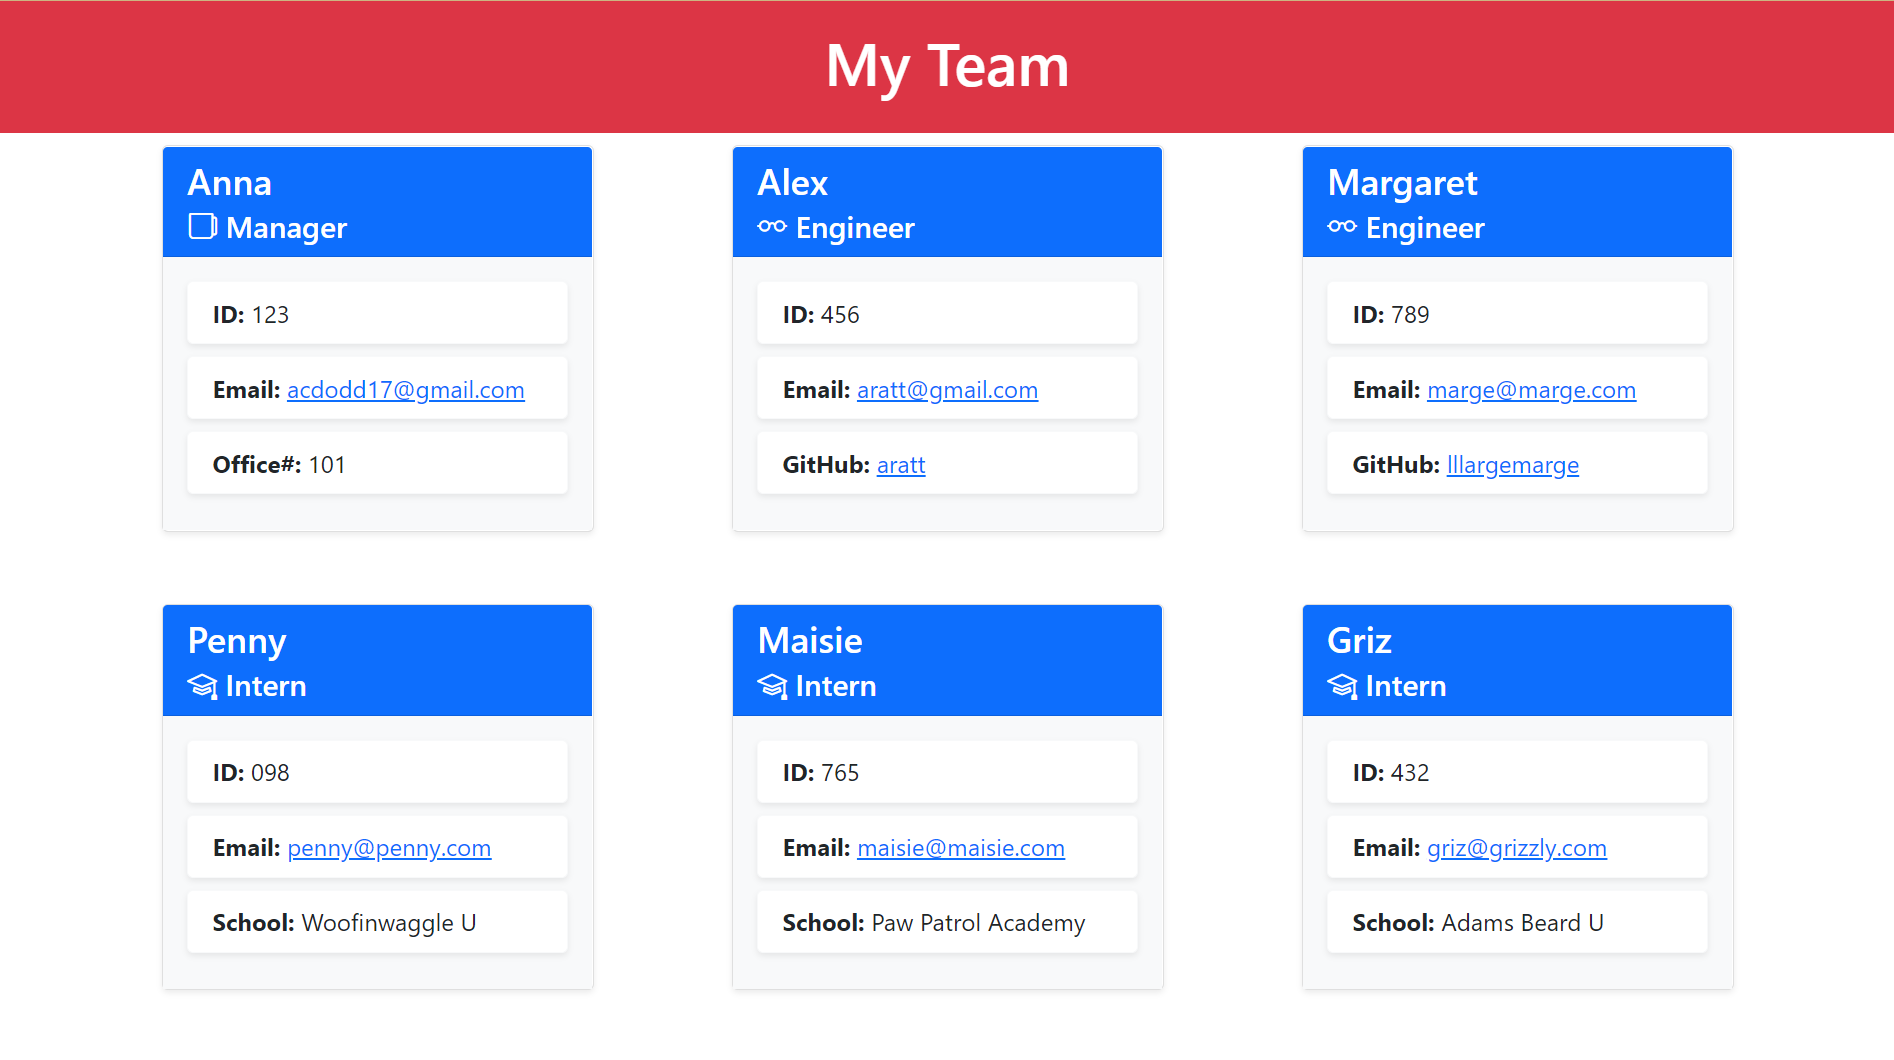 My Team
Anna
Manager
ID: 123
Email: acdodd17@gmail.com
Office#: 101
Alex
Engineer
ID: 456
Email: aratt@gmail.com
GitHub: aratt
Margaret
Engineer
ID: 789
Email: marge@marge.com
GitHub: lllargemarge
Penny
Intern
ID: 098
Email: penny@penny.com
School: Woofinwaggle U
Maisie
Intern
ID: 765
Email: maisie@maisie.com
School: Paw Patrol Academy
Griz
Intern
ID: 432
Email: griz@grizzly.com
School: Adams Beard U